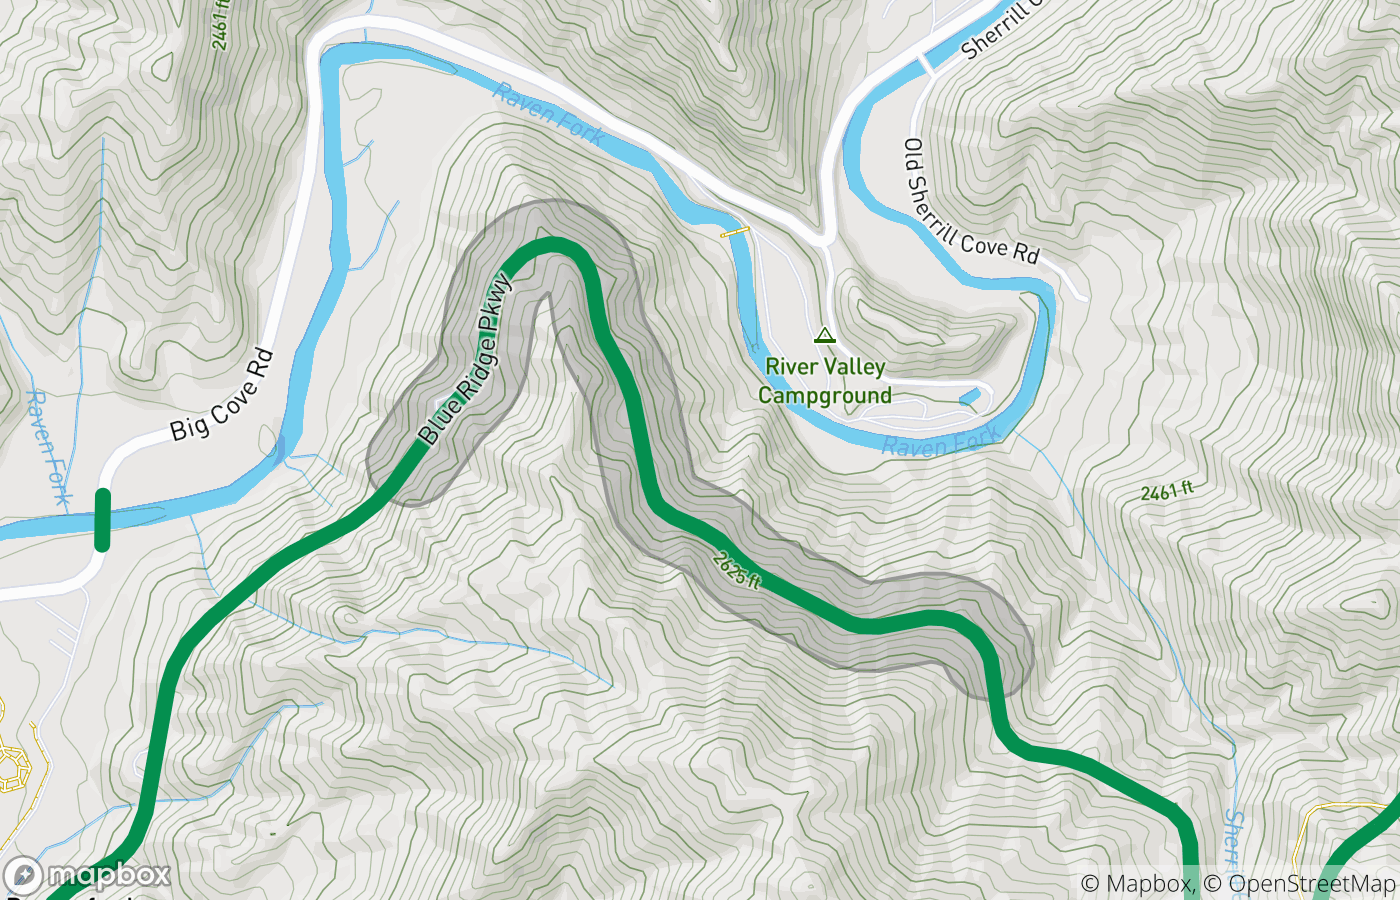 2461 ft
Sherrill C
Raven Fork
Old Sherrill Cove Rd
Blue Ridge Pkwy
River Valley
Campground
Big Cove Rd
Raven Fork
Raven Fork
2461 ft
2625 ft
Sherrill
mapbox
© Mapbox, © OpenStreetMap